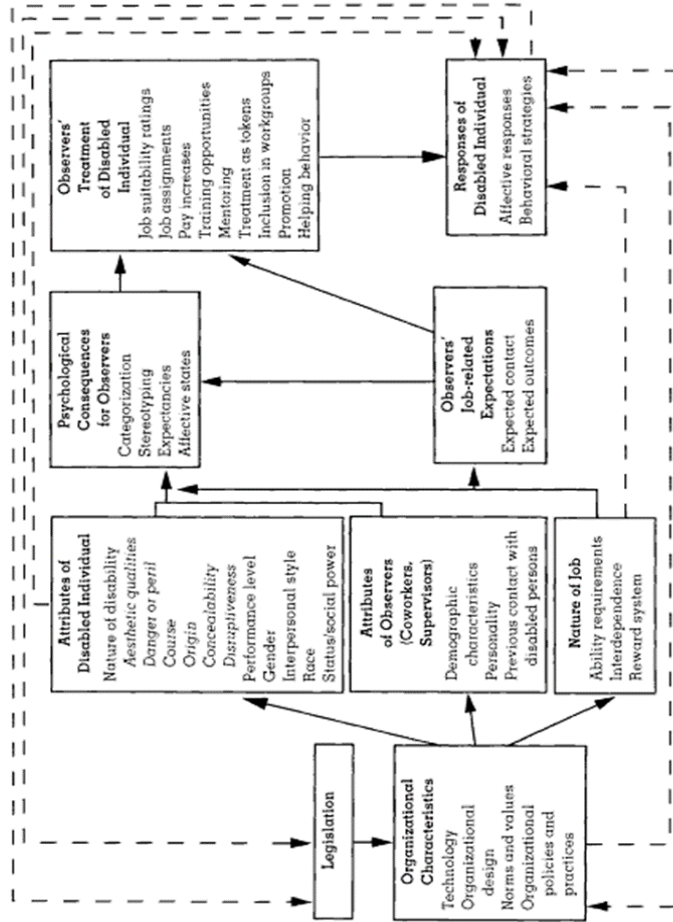 Legislation
Organizational
Characteristics
Technology
Organizational
design
Norms and values
Organizational
policies and
practices
Attributes of
Disabled Individual
Nature of disability
Aesthetic qualities
Danger or peril
Course
Origin
Concealability
Disruptiveness
Performance level
Gender
Interpersonal style
Race
Status/social power
Attributes
of Observers
(Coworkers,
Supervisors)
Demographic
characteristics
Personality
Previous contact with
disabled persons
Nature of Job
Ability requirements
Interdependence
Reward system
Psychological
Consequences
for Observers
Categorization
Stereotyping
Expectancies
Affective states
Observers'
Job-related
Expectations
Expected contact
Expected outcomes
Observers'
Treatment
of Disabled
Individual
Job suitability ratings
Job assignments
Pay increases
Training opportunities
Mentoring
Treatment as tokens
Inclusion in workgroups
Promotion
Helping behavior
Responses of
Disabled Individual
Affective responses
Behavioral strategies